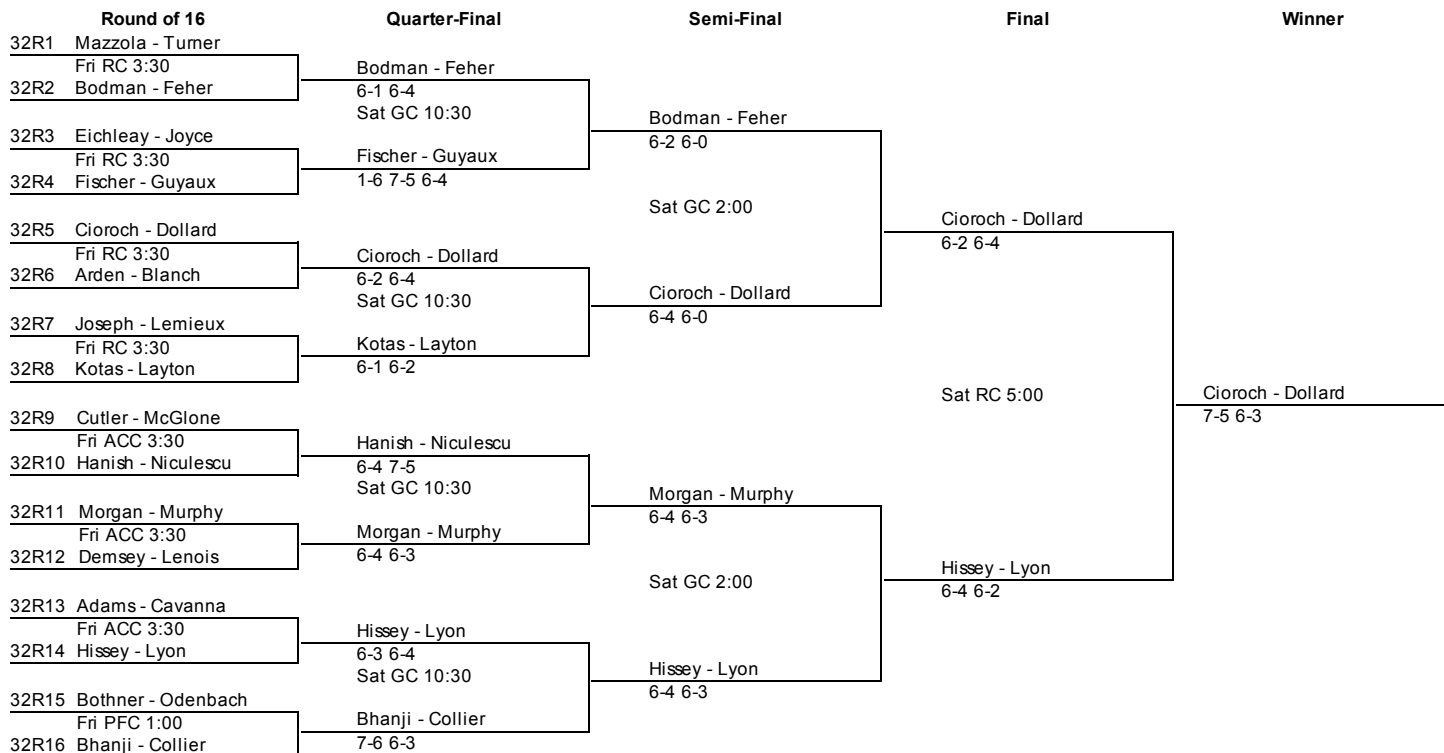 Round of 16 Quarter-Final Semi-Final Final Winner
32R1 Mazzola - Turner
Fri RC 3:30
32R2 Bodman - Feher
32R3 Eichleay - Joyce
Fri RC 3:30
32R4 Fischer - Guyaux
32R5 Cioroch - Dollard
Fri RC 3:30
32R6 Arden - Blanch
32R7 Joseph - Lemieux
Fri RC 3:30
32R8 Kotas - Layton
32R9 Cutler - McGlone
Fri ACC 3:30
32R10 Hanish - Niculescu
32R11 Morgan - Murphy
Fri ACC 3:30
32R12 Demsey - Lenois
32R13 Adams - Cavanna
Fri ACC 3:30
32R14 Hissey - Lyon
32R15 Bothner - Odenbach
Fri PFC 1:00
32R16 Bhanji - Collier
Bodman - Feher
6-1 6-4
Sat GC 10:30
Fischer - Guyaux
1-6 7-5 6-4
Cioroch - Dollard
6-2 6-4
Sat GC 10:30
Kotas - Layton
6-1 6-2
Hanish - Niculescu
6-4 7-5
Sat GC 10:30
Morgan - Murphy
6-4 6-3
Hissey - Lyon
6-3 6-4
Sat GC 10:30
Bhanji - Collier
7-6 6-3
Bodman - Feher
6-2 6-0
Sat GC 2:00
Cioroch - Dollard
6-4 6-0
Morgan - Murphy
6-4 6-3
Sat GC 2:00
Hissey - Lyon
6-4 6-3
Cioroch - Dollard
6-2 6-4
Sat RC 5:00
Hissey - Lyon
6-4 6-2
Cioroch - Dollard
7-5 6-3